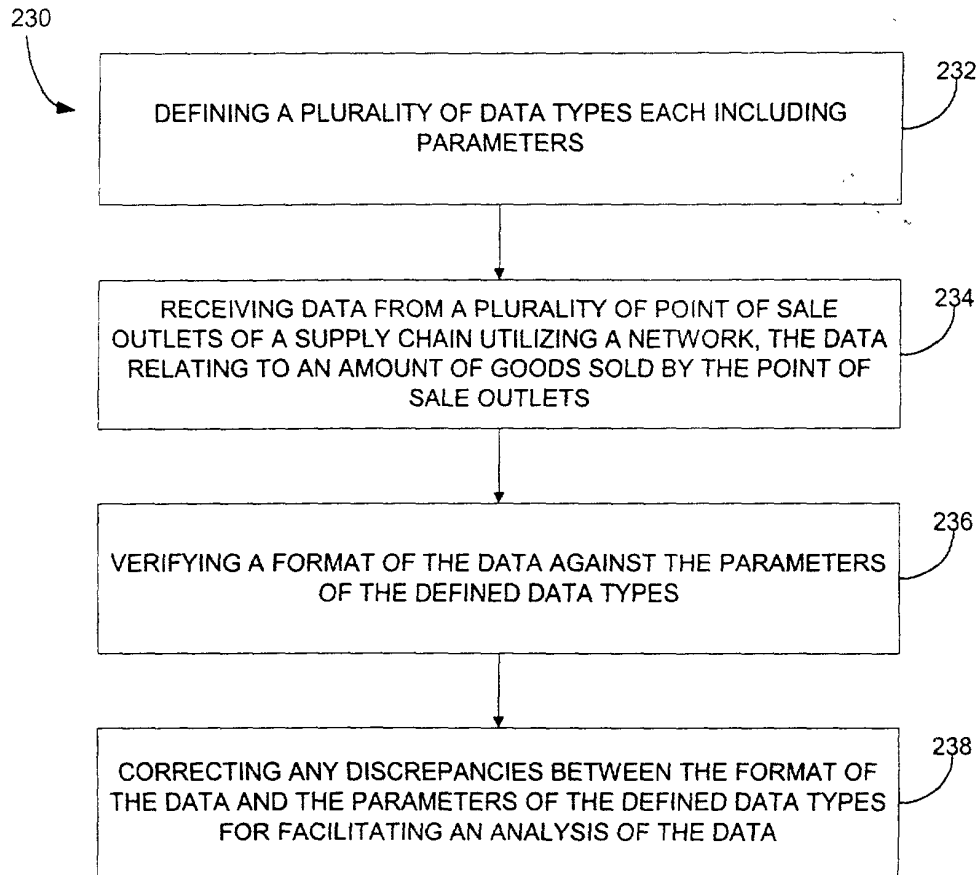 230
232
DEFINING A PLURALITY OF DATA TYPES EACH INCLUDING
PARAMETERS
234
RECEIVING DATA FROM A PLURALITY OF POINT OF SALE
OUTLETS OF A SUPPLY CHAIN UTILIZING A NETWORK, THE DATA
RELATING TO AN AMOUNT OF GOODS SOLD BY THE POINT OF
SALE OUTLETS
236
VERIFYING A FORMAT OF THE DATA AGAINST THE PARAMETERS
OF THE DEFINED DATA TYPES
238
CORRECTING ANY DISCREPANCIES BETWEEN THE FORMAT OF
THE DATA AND THE PARAMETERS OF THE DEFINED DATA TYPES
FOR FACILITATING AN ANALYSIS OF THE DATA